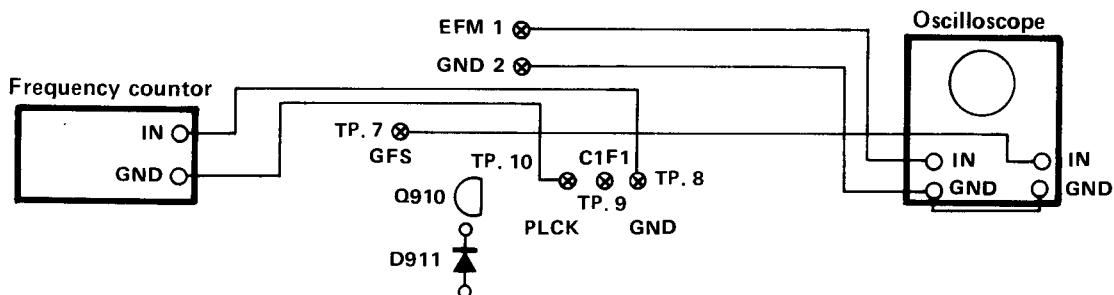 EFM 1
Oscilloscope
GND 2
Frequency countor
IN
TP. 7
GFS
TP. 10
C1F1
TP. 8
IN
IN
GND
Q910
TP. 9
GND
GND
PLCK
GND
D911